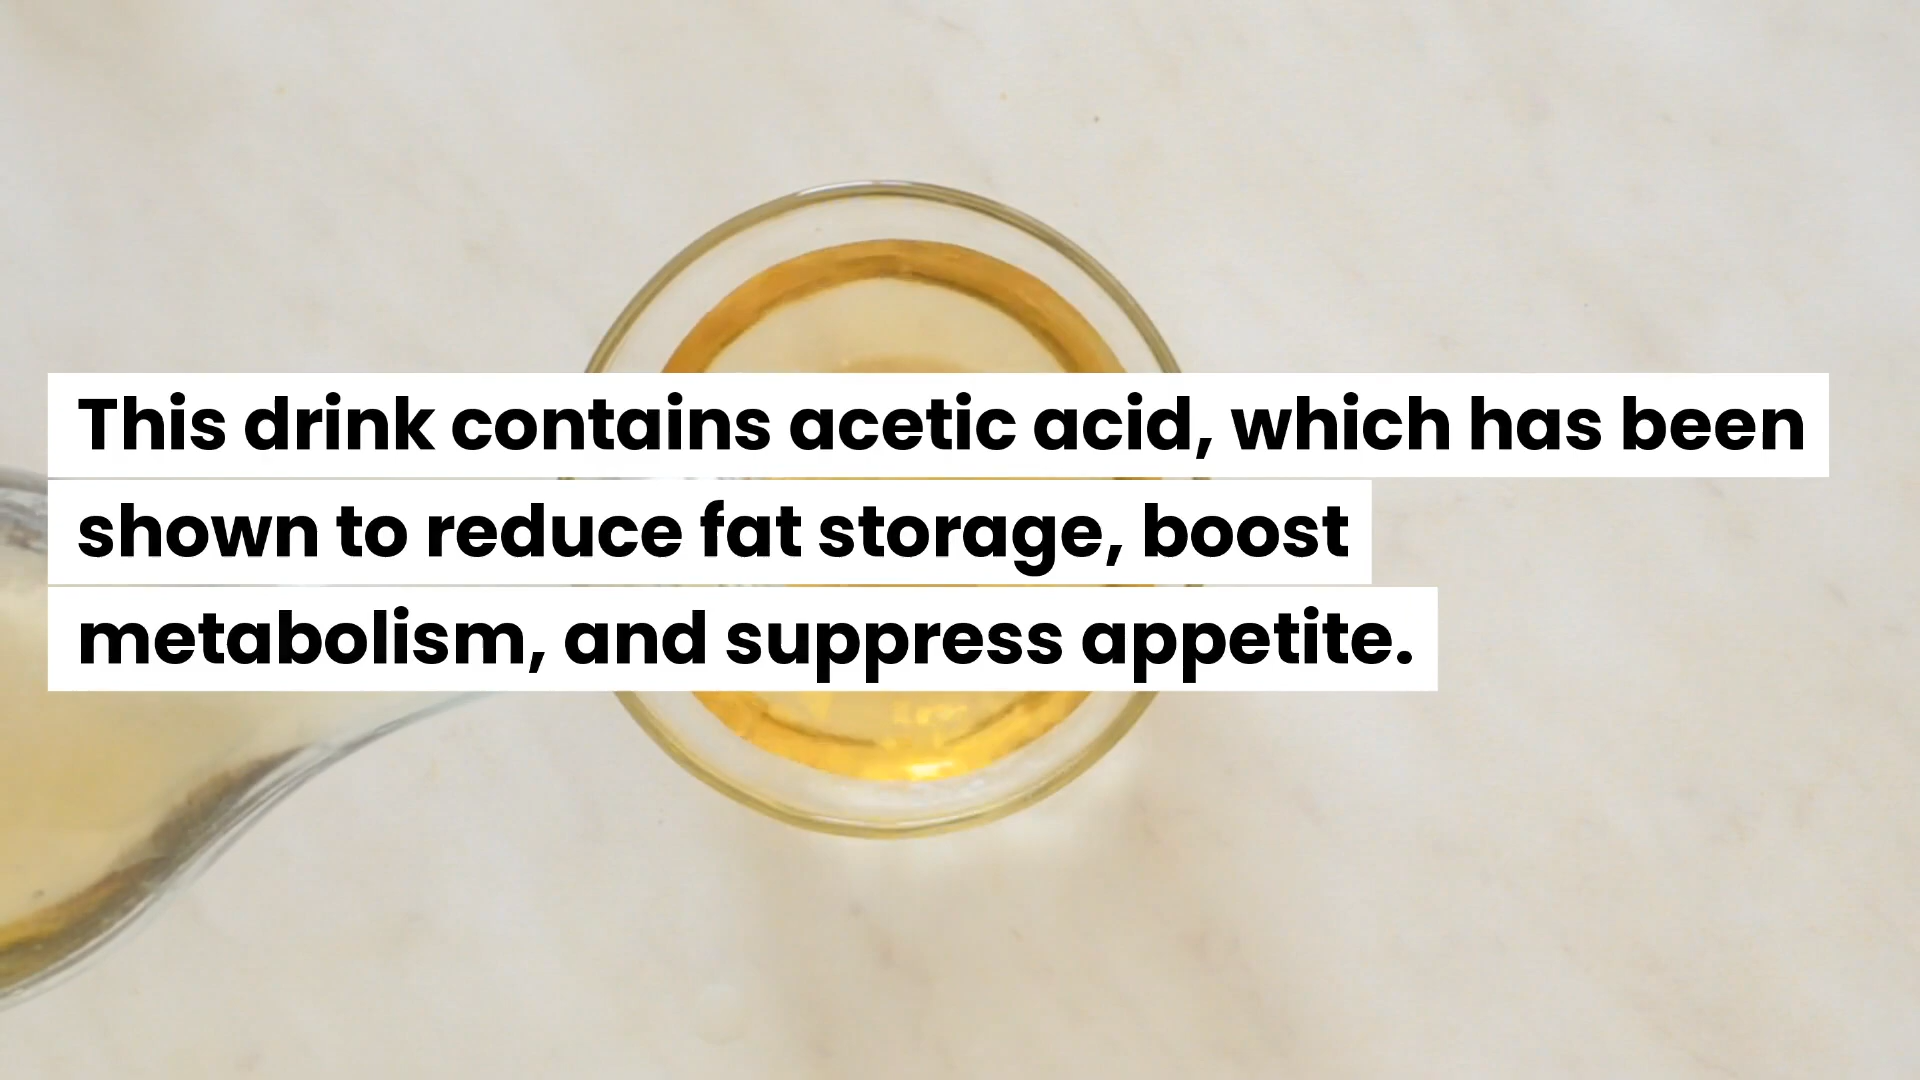 This drink contains acetic acid, which has been
shown to reduce fat storage, boost
metabolism, and suppress appetite.